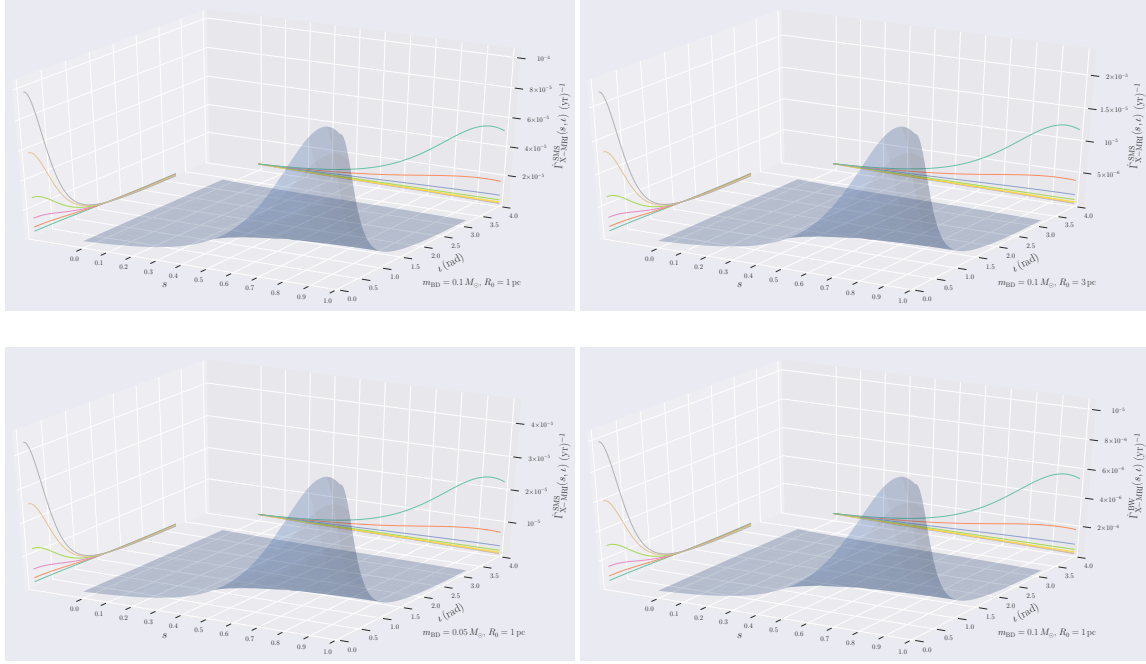 10⁻⁴
8×10⁻⁵
6×10⁻⁵
4×10⁻⁵
2×10⁻⁵
Γ̇ SMS X−MRI (s, ι) (yr)⁻¹
0.0 0.1 0.2 0.3 0.4 0.5 0.6 0.7 0.8 0.9 1.0
s
0.0 0.5 1.0 1.5 2.0 2.5 3.0 3.5 4.0
ι (rad)
m_BD = 0.1 M_⊙, R₀ = 1 pc
2×10⁻⁵
1.5×10⁻⁵
10⁻⁵
5×10⁻⁶
Γ̇ SMS X−MRI (s, ι) (yr)⁻¹
0.0 0.1 0.2 0.3 0.4 0.5 0.6 0.7 0.8 0.9 1.0
s
0.0 0.5 1.0 1.5 2.0 2.5 3.0 3.5 4.0
ι (rad)
m_BD = 0.1 M_⊙, R₀ = 3 pc
4×10⁻⁵
3×10⁻⁵
2×10⁻⁵
10⁻⁵
Γ̇ SMS X−MRI (s, ι) (yr)⁻¹
0.0 0.1 0.2 0.3 0.4 0.5 0.6 0.7 0.8 0.9 1.0
s
0.0 0.5 1.0 1.5 2.0 2.5 3.0 3.5 4.0
ι (rad)
m_BD = 0.05 M_⊙, R₀ = 1 pc
10⁻⁵
8×10⁻⁶
6×10⁻⁶
4×10⁻⁶
2×10⁻⁶
Γ̇ BW X−MRI (s, ι) (yr)⁻¹
0.0 0.1 0.2 0.3 0.4 0.5 0.6 0.7 0.8 0.9 1.0
s
0.0 0.5 1.0 1.5 2.0 2.5 3.0 3.5 4.0
ι (rad)
m_BD = 0.1 M_⊙, R₀ = 1 pc